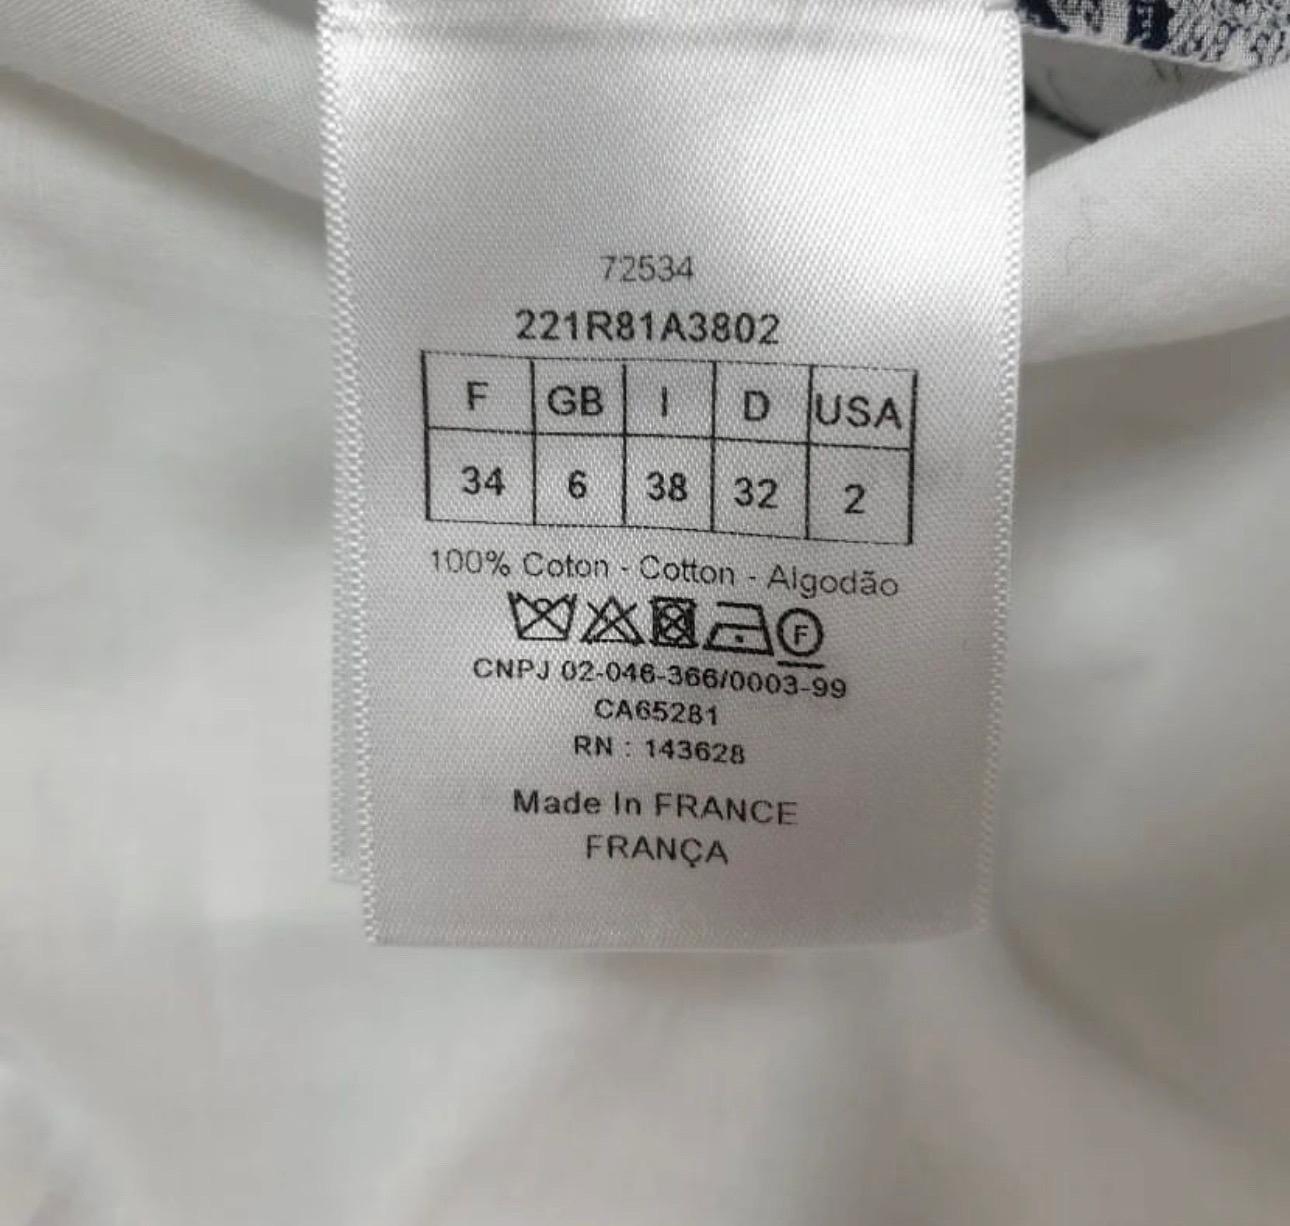 72534
221R81A3802
F GB I D USA
34 6 38 32 2
100% Coton - Cotton - Algodão
F
CNPJ 02-046-366/0003-99
CA65281
RN : 143628
Made In FRANCE
FRANÇA